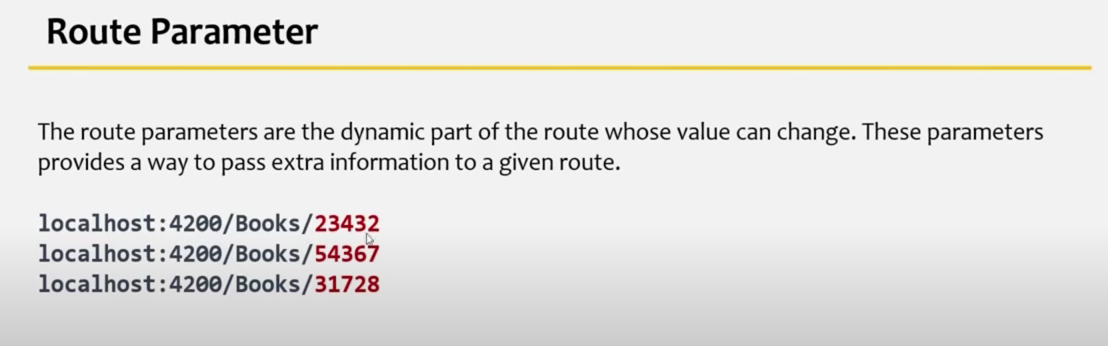 Route Parameter
The route parameters are the dynamic part of the route whose value can change. These parameters
provides a way to pass extra information to a given route.
localhost:4200/Books/23432
localhost:4200/Books/54367
localhost:4200/Books/31728